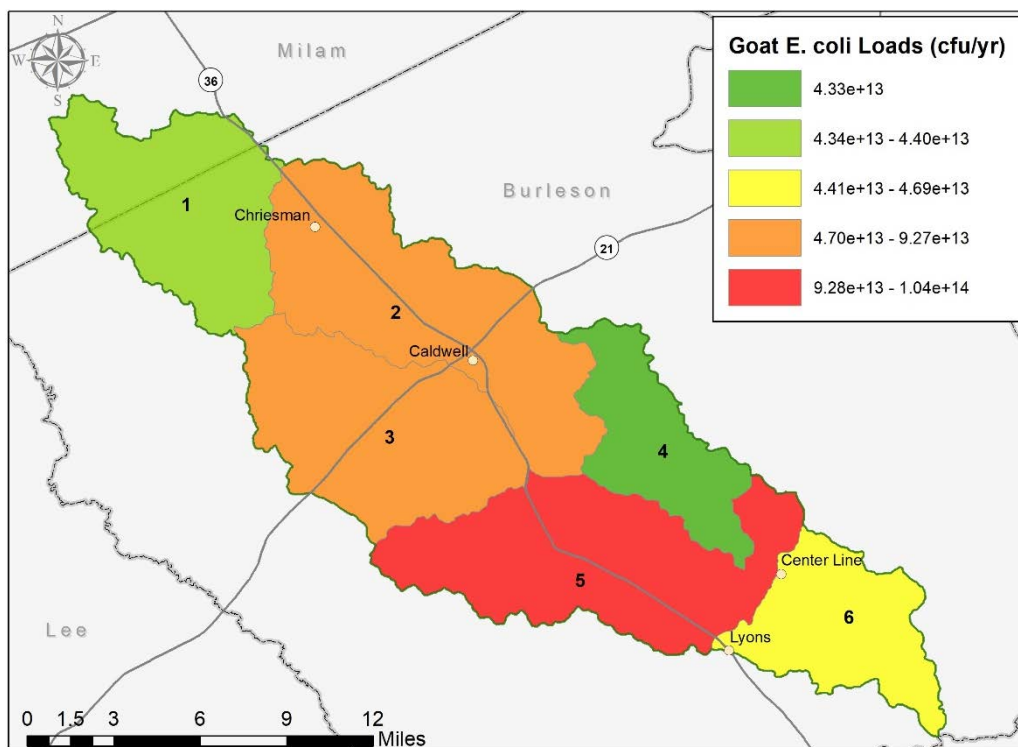 N
W E
S
Milam
36
Goat E. coli Loads (cfu/yr)
4.33e+13
4.34e+13 - 4.40e+13
4.41e+13 - 4.69e+13
4.70e+13 - 9.27e+13
9.28e+13 - 1.04e+14
Burleson
1
Chriesman
21
2
Caldwell
3
4
Center Line
5
6
Lee
Lyons
0 1.5 3 6 9 12
Miles